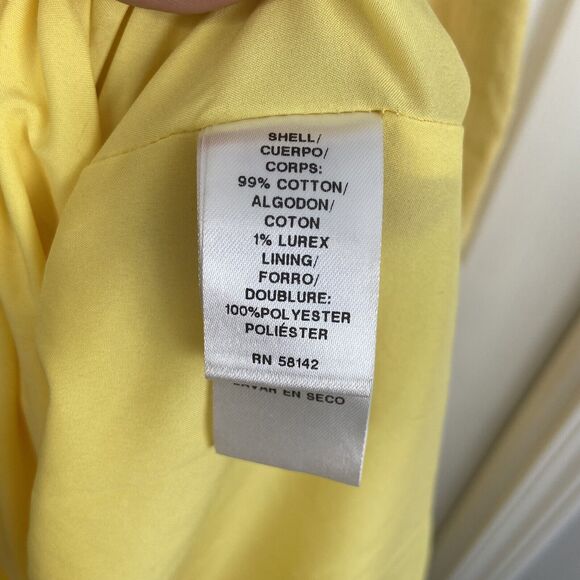 SHELL/
CUERPO/
CORPS:
99% COTTON/
ALGODON/
COTON
1% LUREX
LINING/
FORRO/
DOUBLURE:
100%POLYESTER
POLIÉSTER
RN 58142
EN SECO